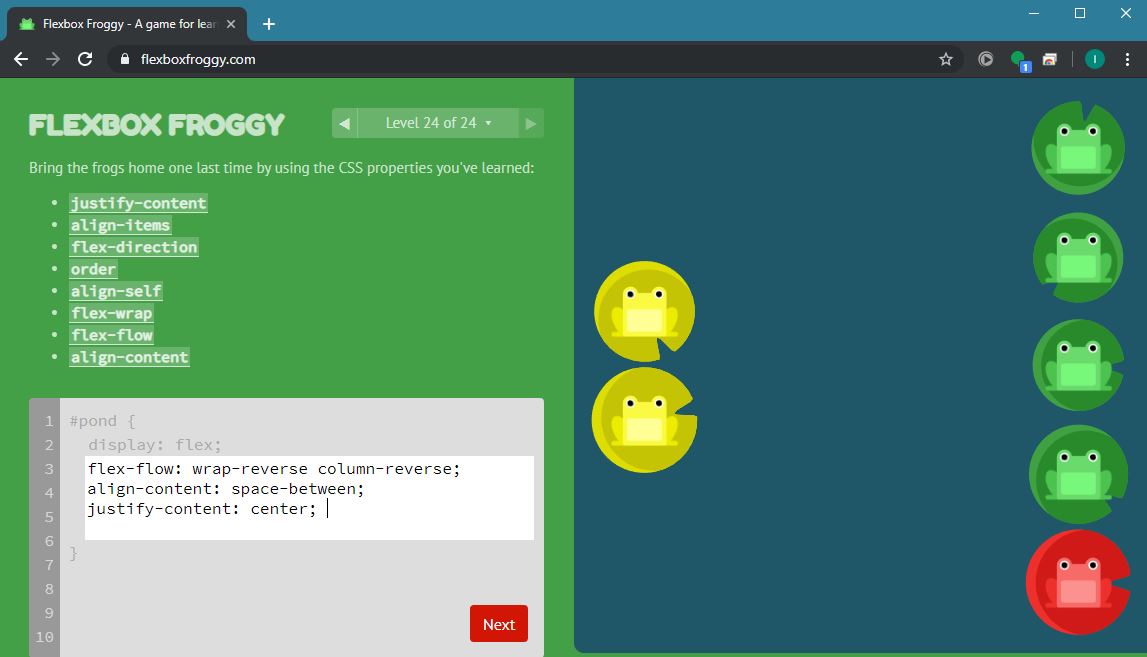 Flexbox Froggy - A game for lear
flexboxfroggy.com
1
I
FLEXBOX FROGGY
Level 24 of 24
Bring the frogs home one last time by using the CSS properties you've learned:
justify-content
align-items
flex-direction
order
align-self
flex-wrap
flex-flow
align-content
1 #pond {
2 display: flex;
3 flex-flow: wrap-reverse column-reverse;
4 align-content: space-between;
5 justify-content: center;
6
7 }
8
9
10
Next